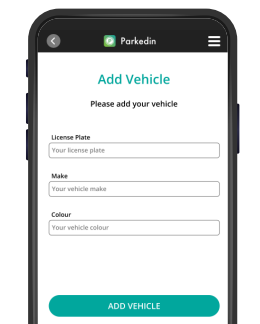 Parkedin
Add Vehicle
Please add your vehicle
License Plate
Your license plate
Make
Your vehicle make
Colour
Your vehicle colour
ADD VEHICLE